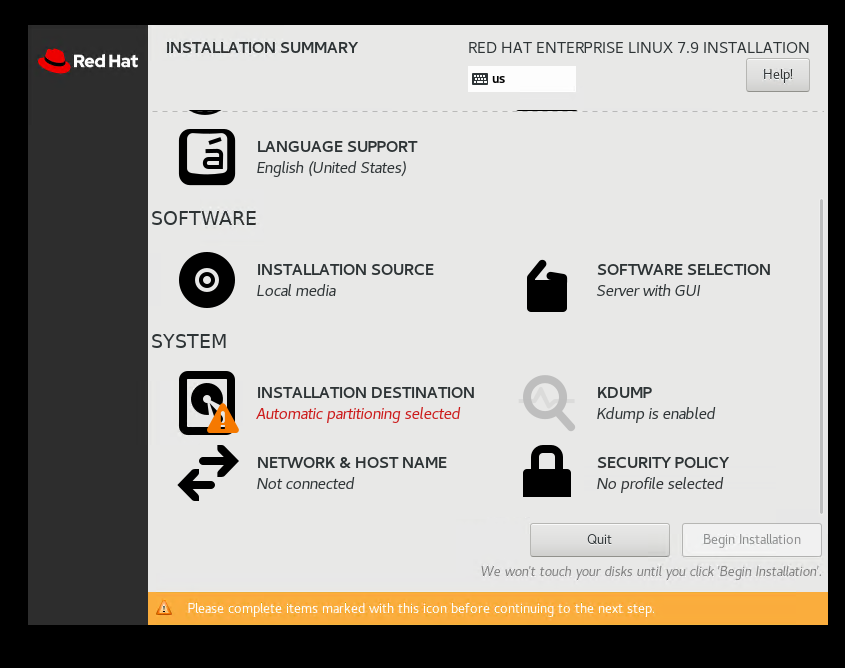 Red Hat
INSTALLATION SUMMARY
RED HAT ENTERPRISE LINUX 7.9 INSTALLATION
us
Help!
á
LANGUAGE SUPPORT
English (United States)
SOFTWARE
INSTALLATION SOURCE
Local media
SOFTWARE SELECTION
Server with GUI
SYSTEM
INSTALLATION DESTINATION
Automatic partitioning selected
KDUMP
Kdump is enabled
NETWORK & HOST NAME
Not connected
SECURITY POLICY
No profile selected
Quit
Begin Installation
We won't touch your disks until you click 'Begin Installation'.
Please complete items marked with this icon before continuing to the next step.